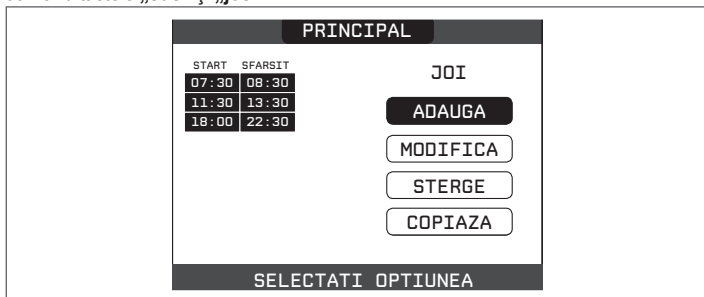 PRINCIPAL
START SFARSIT
07:30 08:30
11:30 13:30
18:00 22:30
JOI
ADAUGA
MODIFICA
STERGE
COPIAZA
SELECTATI OPTIUNEA